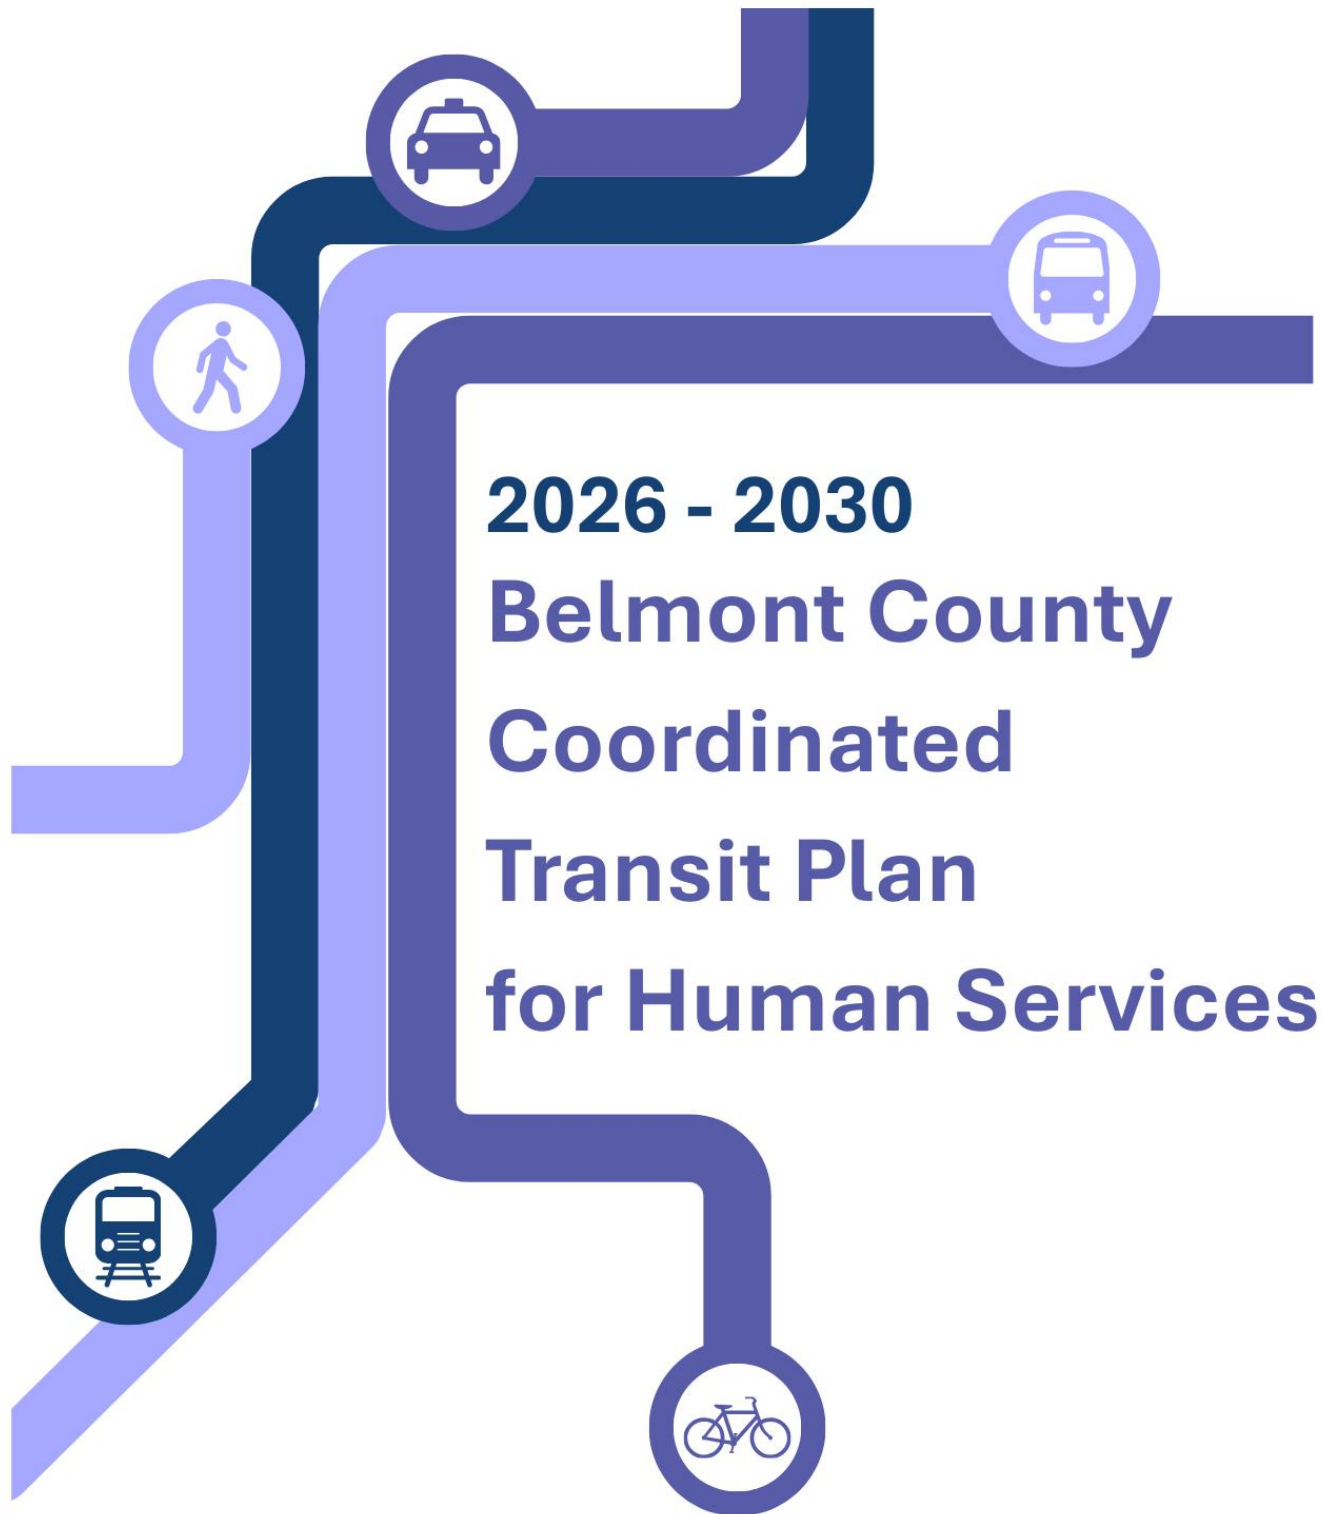 2026 - 2030
Belmont County
Coordinated
Transit Plan
for Human Services